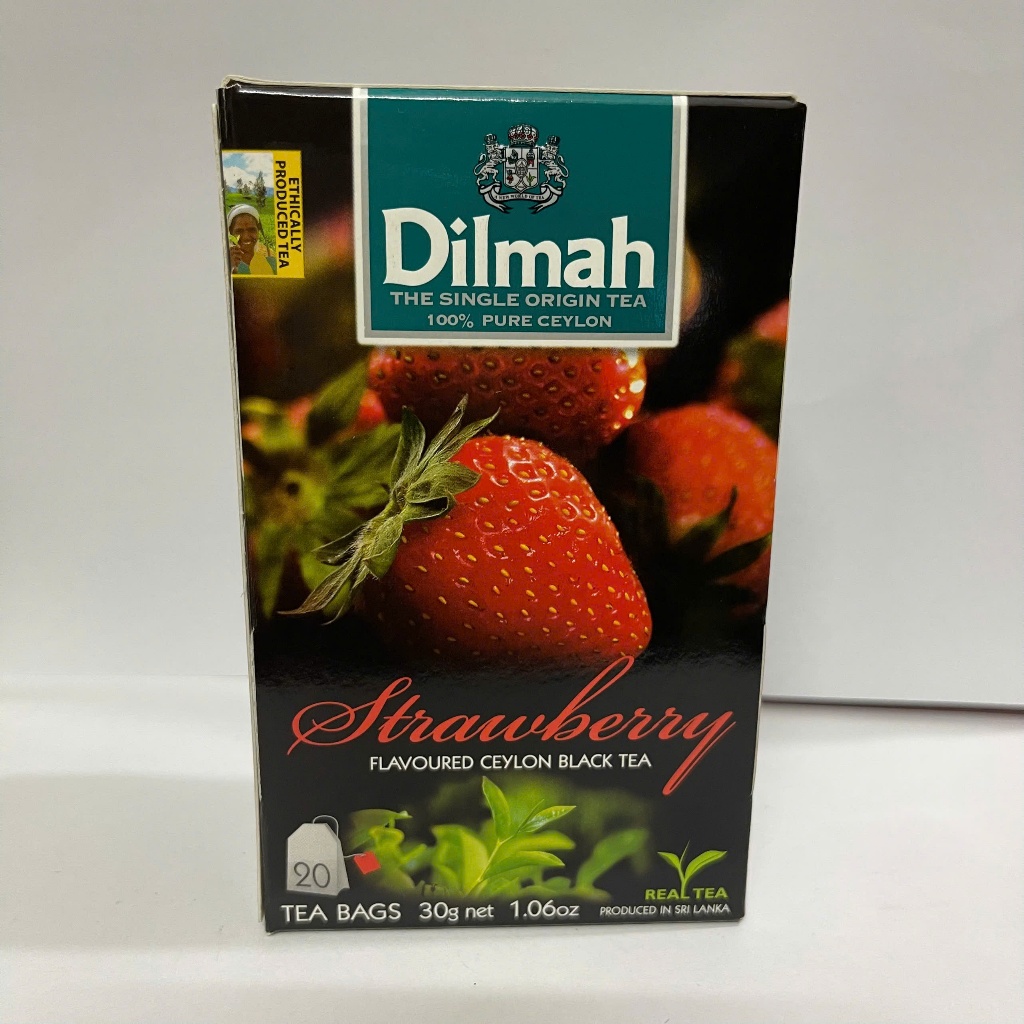 ETHICALLY
PRODUCED TEA
Dilmah
THE SINGLE ORIGIN TEA
100% PURE CEYLON
Strawberry
FLAVOURED CEYLON BLACK TEA
20
TEA BAGS 30g net 1.06oz
REAL TEA
PRODUCED IN SRI LANKA